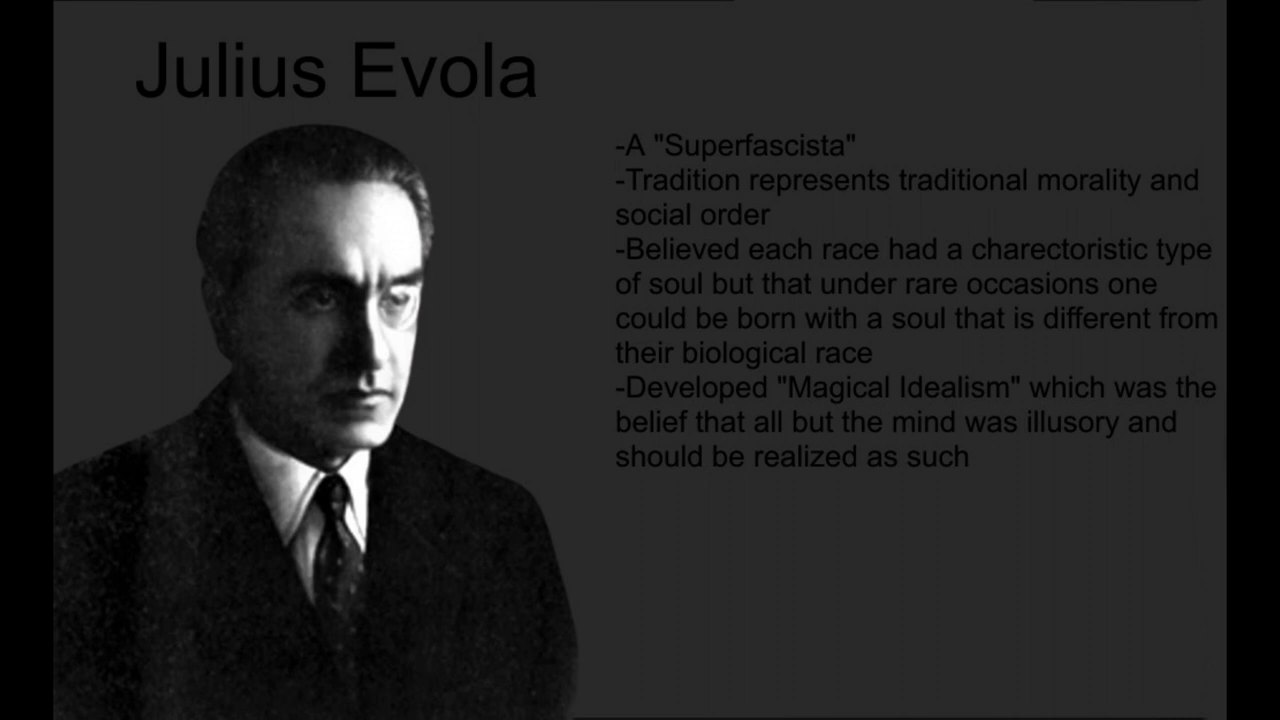 Julius Evola
-A "Superfascista"
-Tradition represents traditional morality and
social order
-Believed each race had a charectoristic type
of soul but that under rare occasions one
could be born with a soul that is different from
their biological race
-Developed "Magical Idealism" which was the
belief that all but the mind was illusory and
should be realized as such